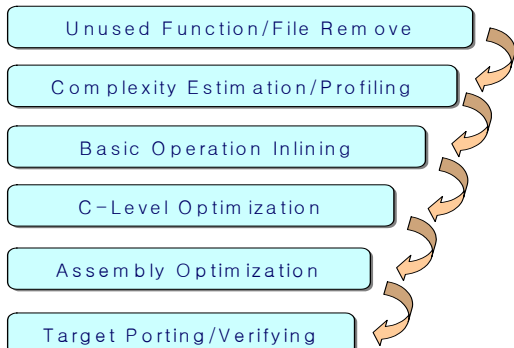 Unused Function/File Remove
Complexity Estimation/Profiling
Basic Operation Inlining
C-Level Optimization
Assembly Optimization
Target Porting/Verifying